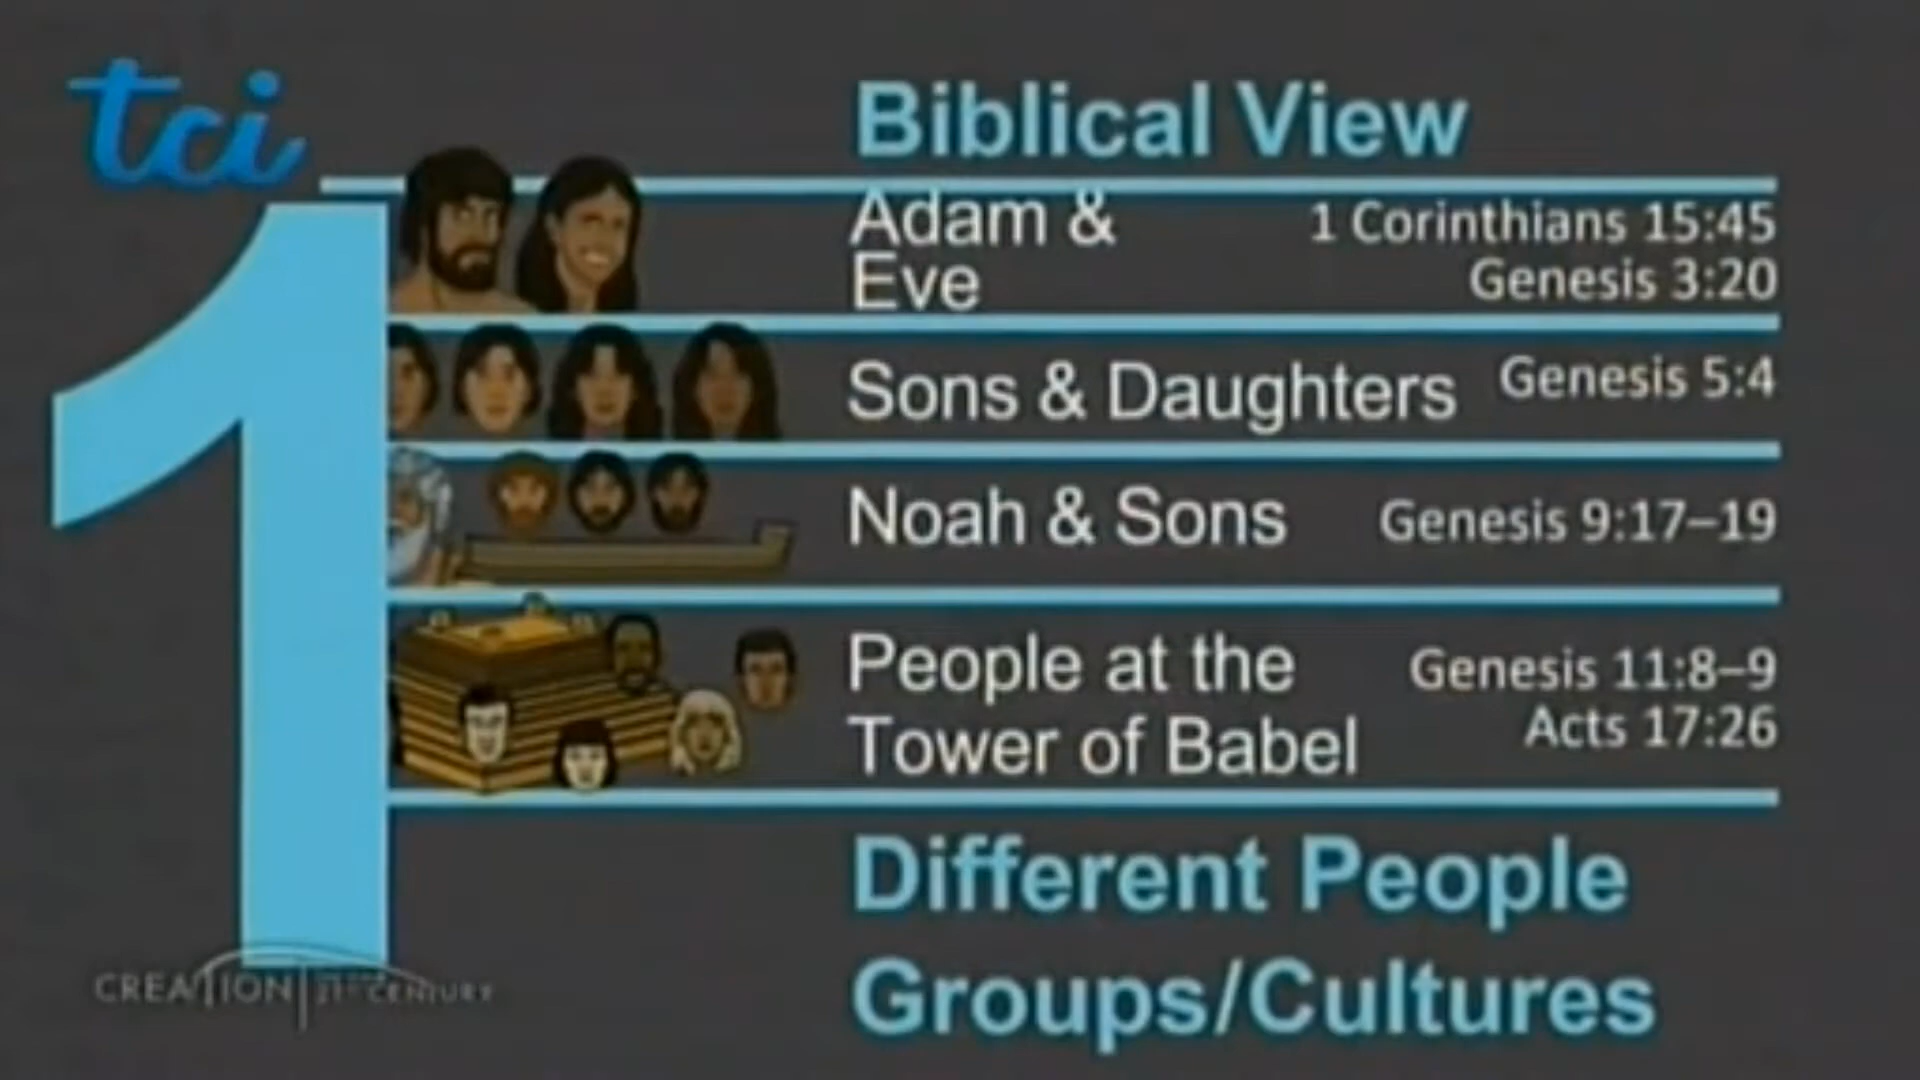 tci
Biblical View
Adam &
Eve
1 Corinthians 15:45
Genesis 3:20
Sons & Daughters
Genesis 5:4
Noah & Sons
Genesis 9:17–19
People at the
Tower of Babel
Genesis 11:8–9
Acts 17:26
Different People
Groups/Cultures
1
CREATION 21ST CENTURY